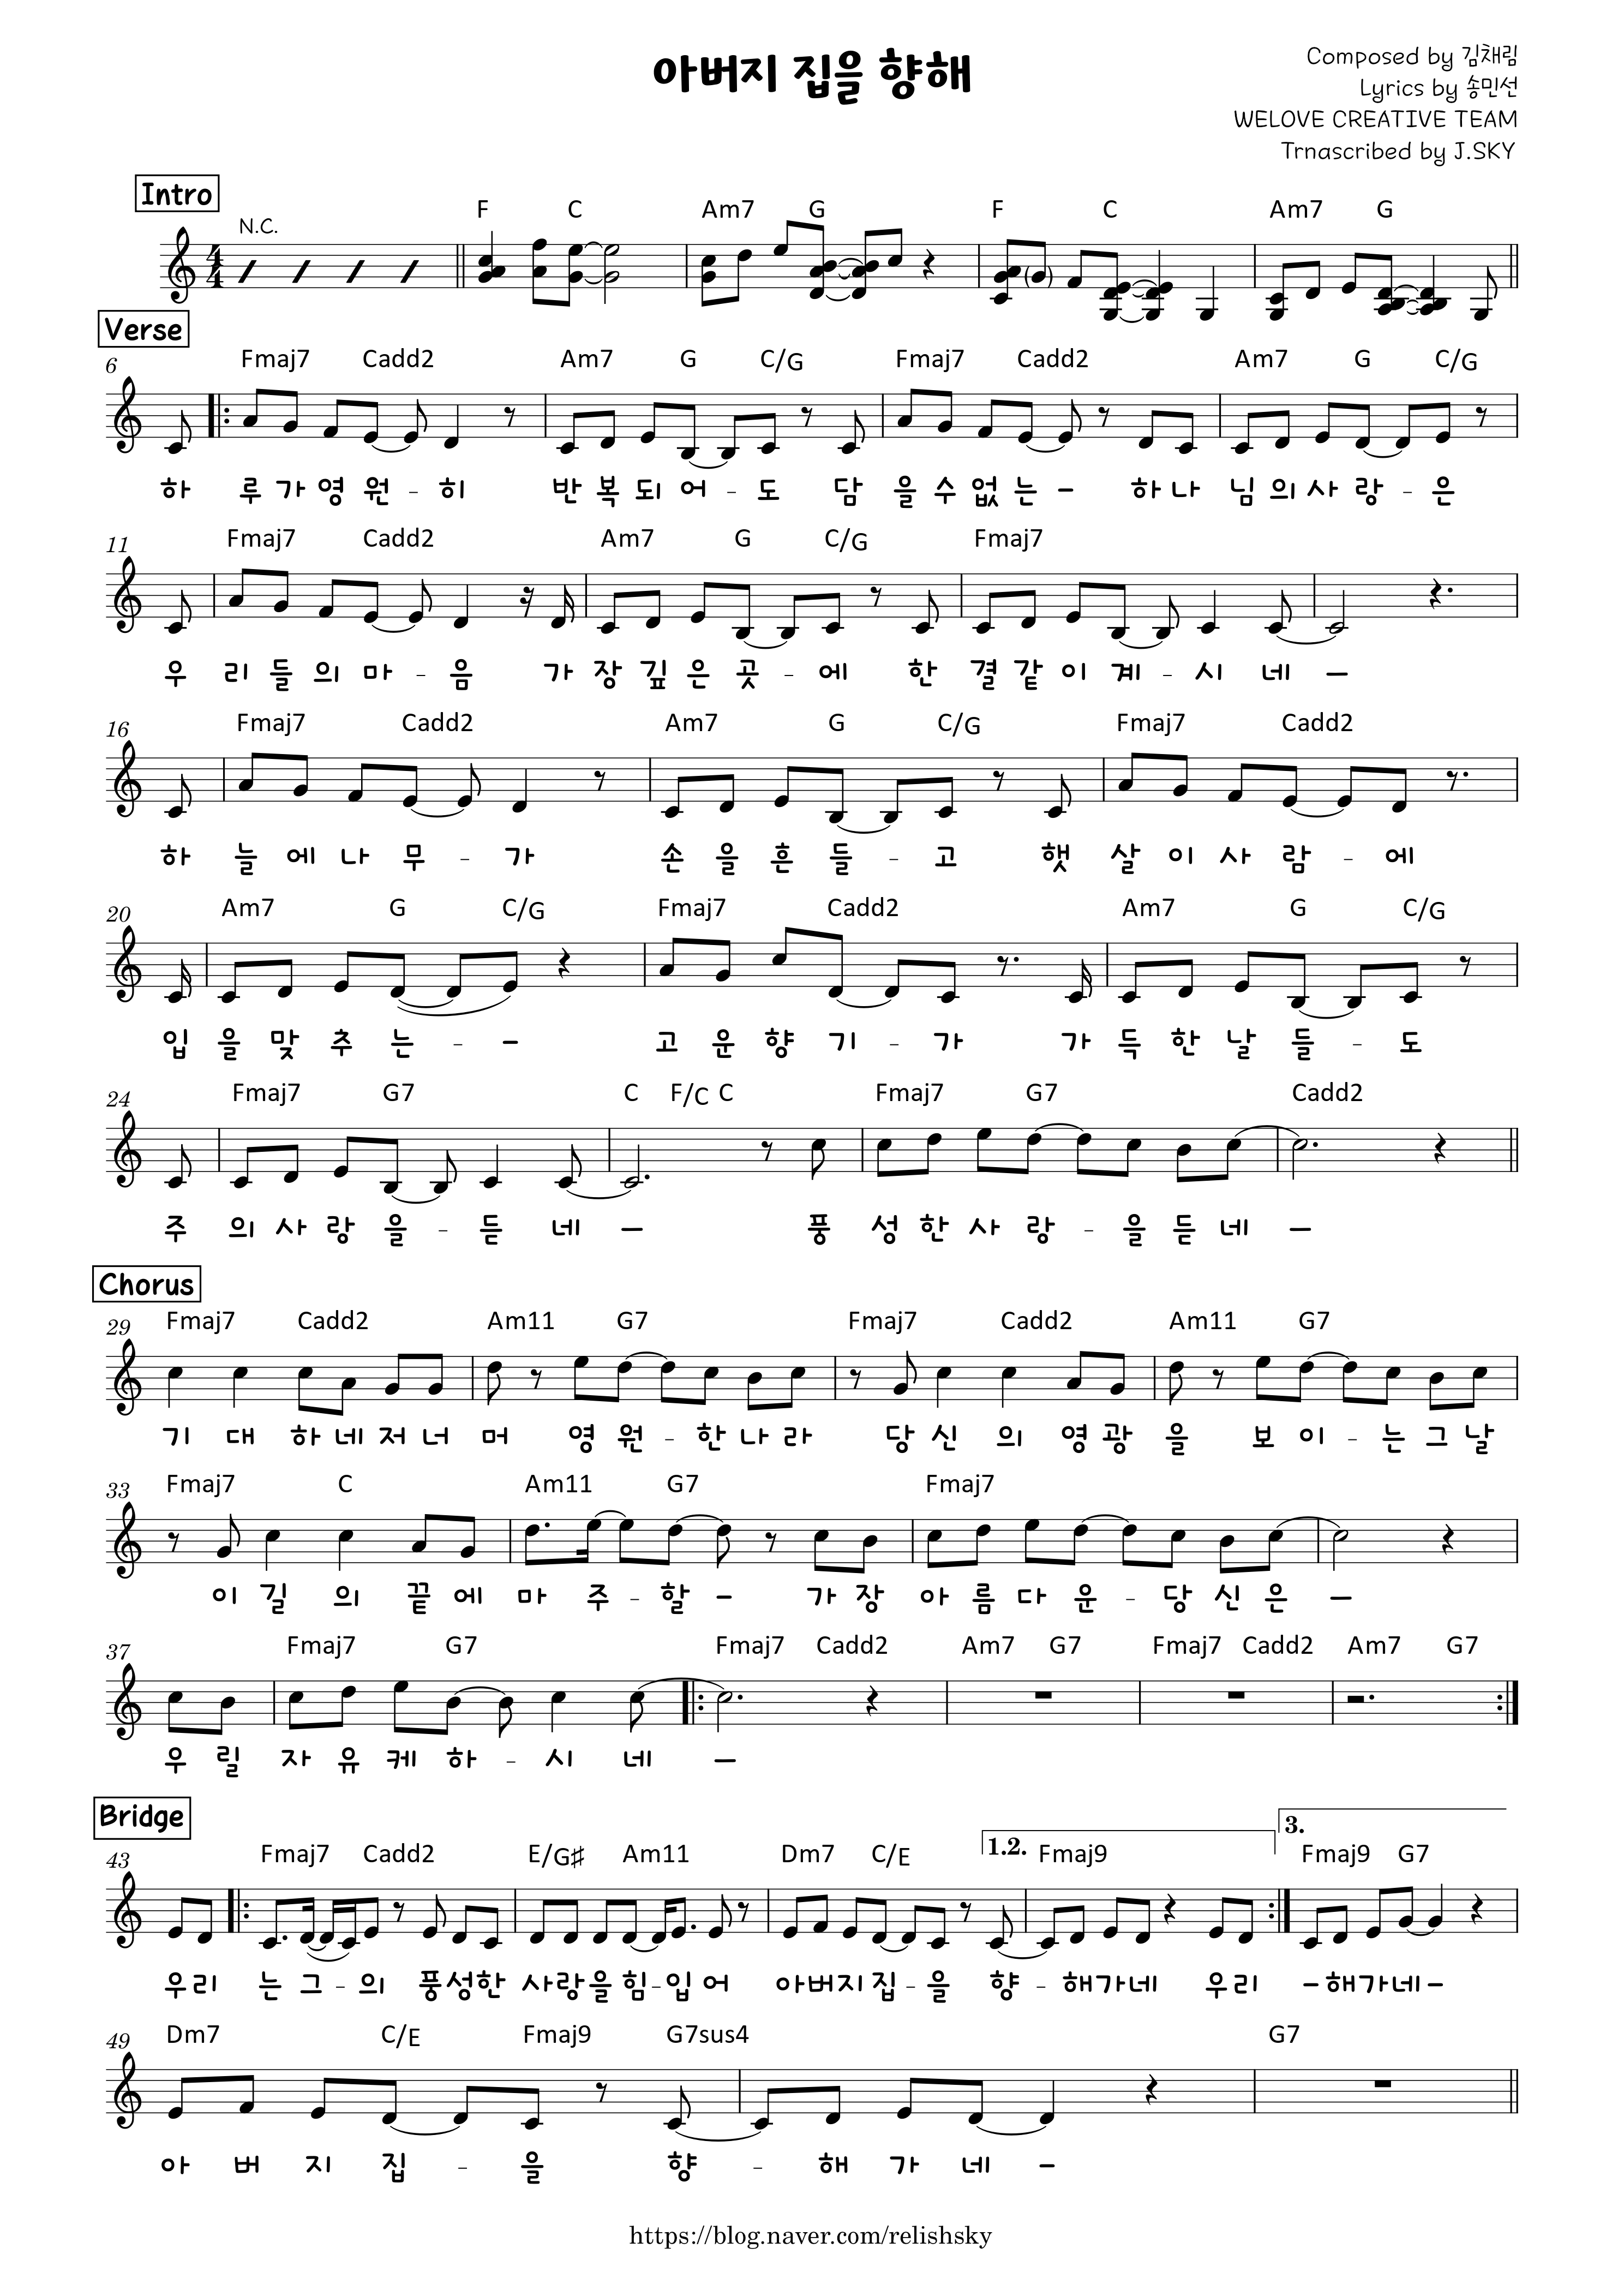 아버지 집을 향해
Composed by 김채림
Lyrics by 송민선
WELOVE CREATIVE TEAM
Trnascribed by J.SKY
Intro
N.C. F C Am7 G F C Am7 G
4
4
Verse
6 Fmaj7 Cadd2 Am7 G C/G Fmaj7 Cadd2 Am7 G C/G
하 루 가 영 원 - 히 반 복 되 어 - 도 담 을 수 없 는 - 하 나 님 의 사 랑 - 은
11 Fmaj7 Cadd2 Am7 G C/G Fmaj7
우 리 들 의 마 - 음 가 장 깊 은 곳 - 에 한 결 같 이 계 - 시 네 -
16 Fmaj7 Cadd2 Am7 G C/G Fmaj7 Cadd2
하 늘 에 나 무 - 가 손 을 흔 들 - 고 햇 살 이 사 람 - 에
20 Am7 G C/G Fmaj7 Cadd2 Am7 G C/G
입 을 맞 추 는 - - 고 운 향 기 - 가 가 득 한 날 들 - 도
24 Fmaj7 G7 C F/C C Fmaj7 G7 Cadd2
주 의 사 랑 을 - 듣 네 - 풍 성 한 사 랑 - 을 듣 네 -
Chorus
29 Fmaj7 Cadd2 Am11 G7 Fmaj7 Cadd2 Am11 G7
기 대 하 네 저 너 머 영 원 - 한 나 라 당 신 의 영 광 을 보 이 - 는 그 날
33 Fmaj7 C Am11 G7 Fmaj7
이 길 의 끝 에 마 주 - 할 - 가 장 아 름 다 운 - 당 신 은 -
37 Fmaj7 G7 Fmaj7 Cadd2 Am7 G7 Fmaj7 Cadd2 Am7 G7
우 릴 자 유 케 하 - 시 네 -
Bridge
43 Fmaj7 Cadd2 E/G♯ Am11 Dm7 C/E 1.2. Fmaj9 3. Fmaj9 G7
우리 는 그 - 의 풍성한 사랑을 힘-입 어 아버지 집 - 을 향 - 해가네 우리 -해가네-
49 Dm7 C/E Fmaj9 G7sus4 G7
아 버 지 집 - 을 향 - 해 가 네 -
https://blog.naver.com/relishsky